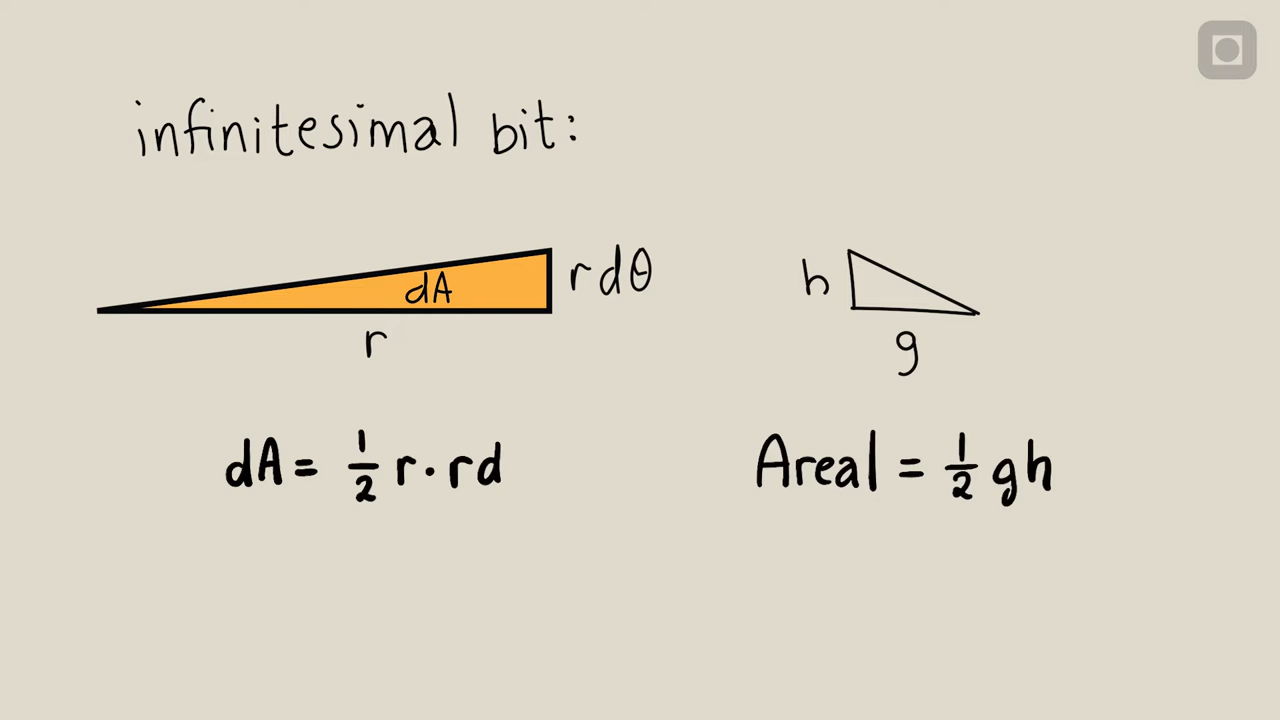 infinitesimal bit:
dA
r dθ
r
h
g
dA = 1/2 r · rd
Areal = 1/2 gh